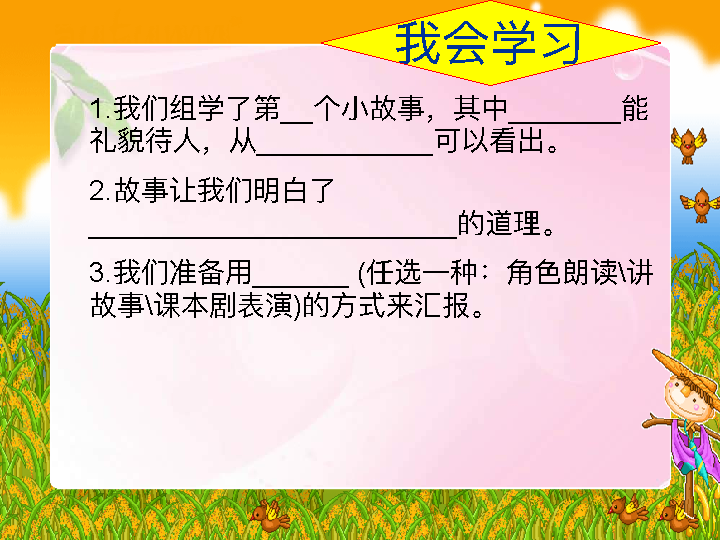 我会学习
1.我们组学了第__个小故事，其中_______能
礼貌待人，从___________可以看出。
2.故事让我们明白了
_______________________的道理。
3.我们准备用______ (任选一种：角色朗读\讲
故事\课本剧表演)的方式来汇报。